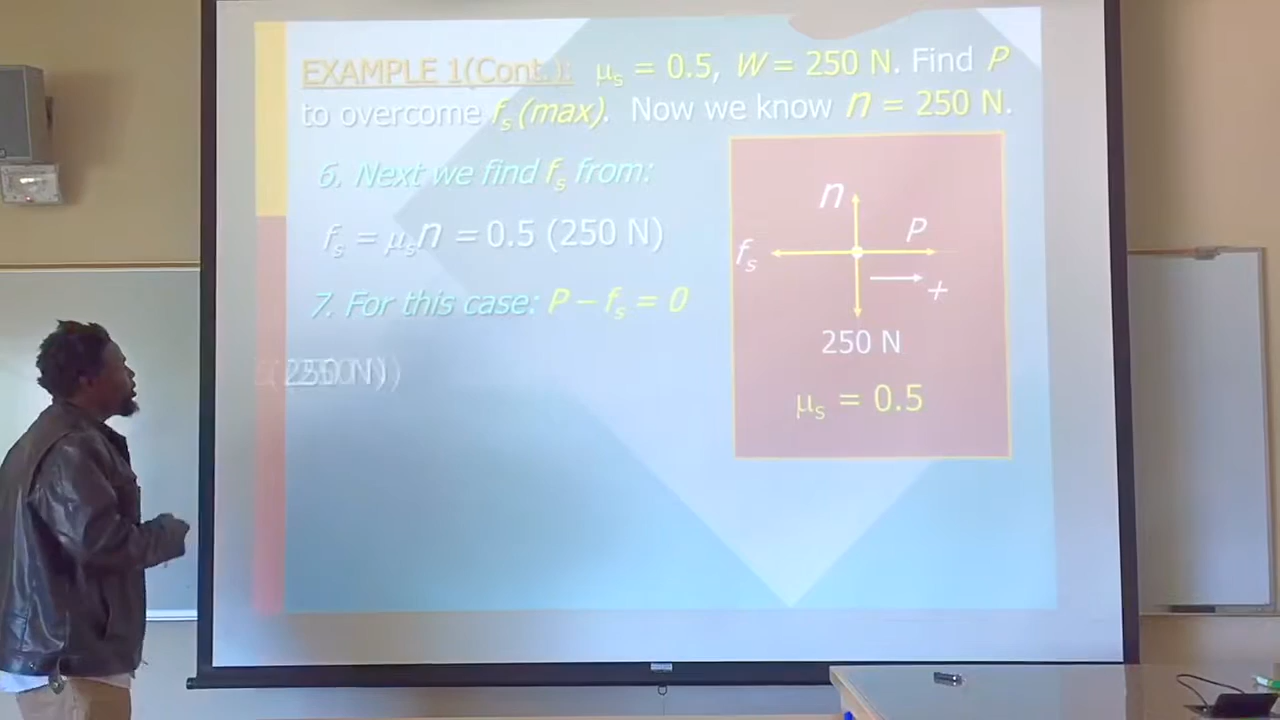 EXAMPLE 1(Cont.): μs = 0.5, W = 250 N. Find P
to overcome fs (max). Now we know n = 250 N.
6. Next we find fs from:
fs = μsn = 0.5 (250 N)
7. For this case: P – fs = 0
(250 N)
n
P
fs
+
250 N
μs = 0.5